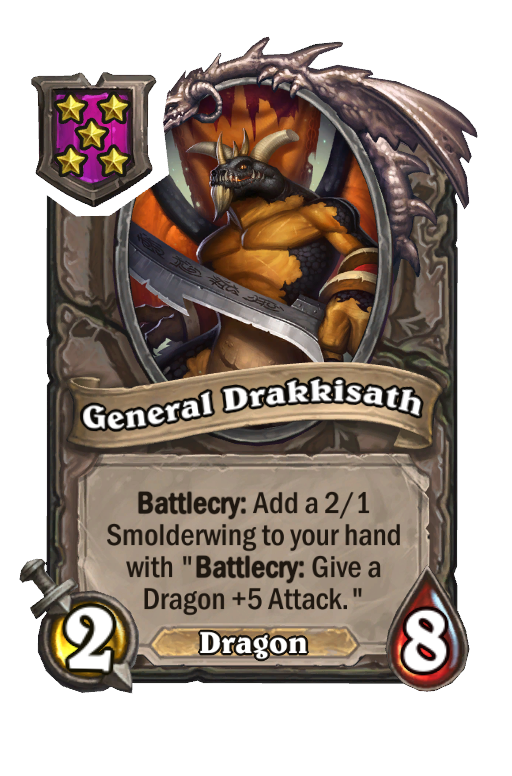 General Drakkisath
Battlecry: Add a 2/1
Smolderwing to your hand
with "Battlecry: Give a
Dragon +5 Attack."
2
Dragon
8